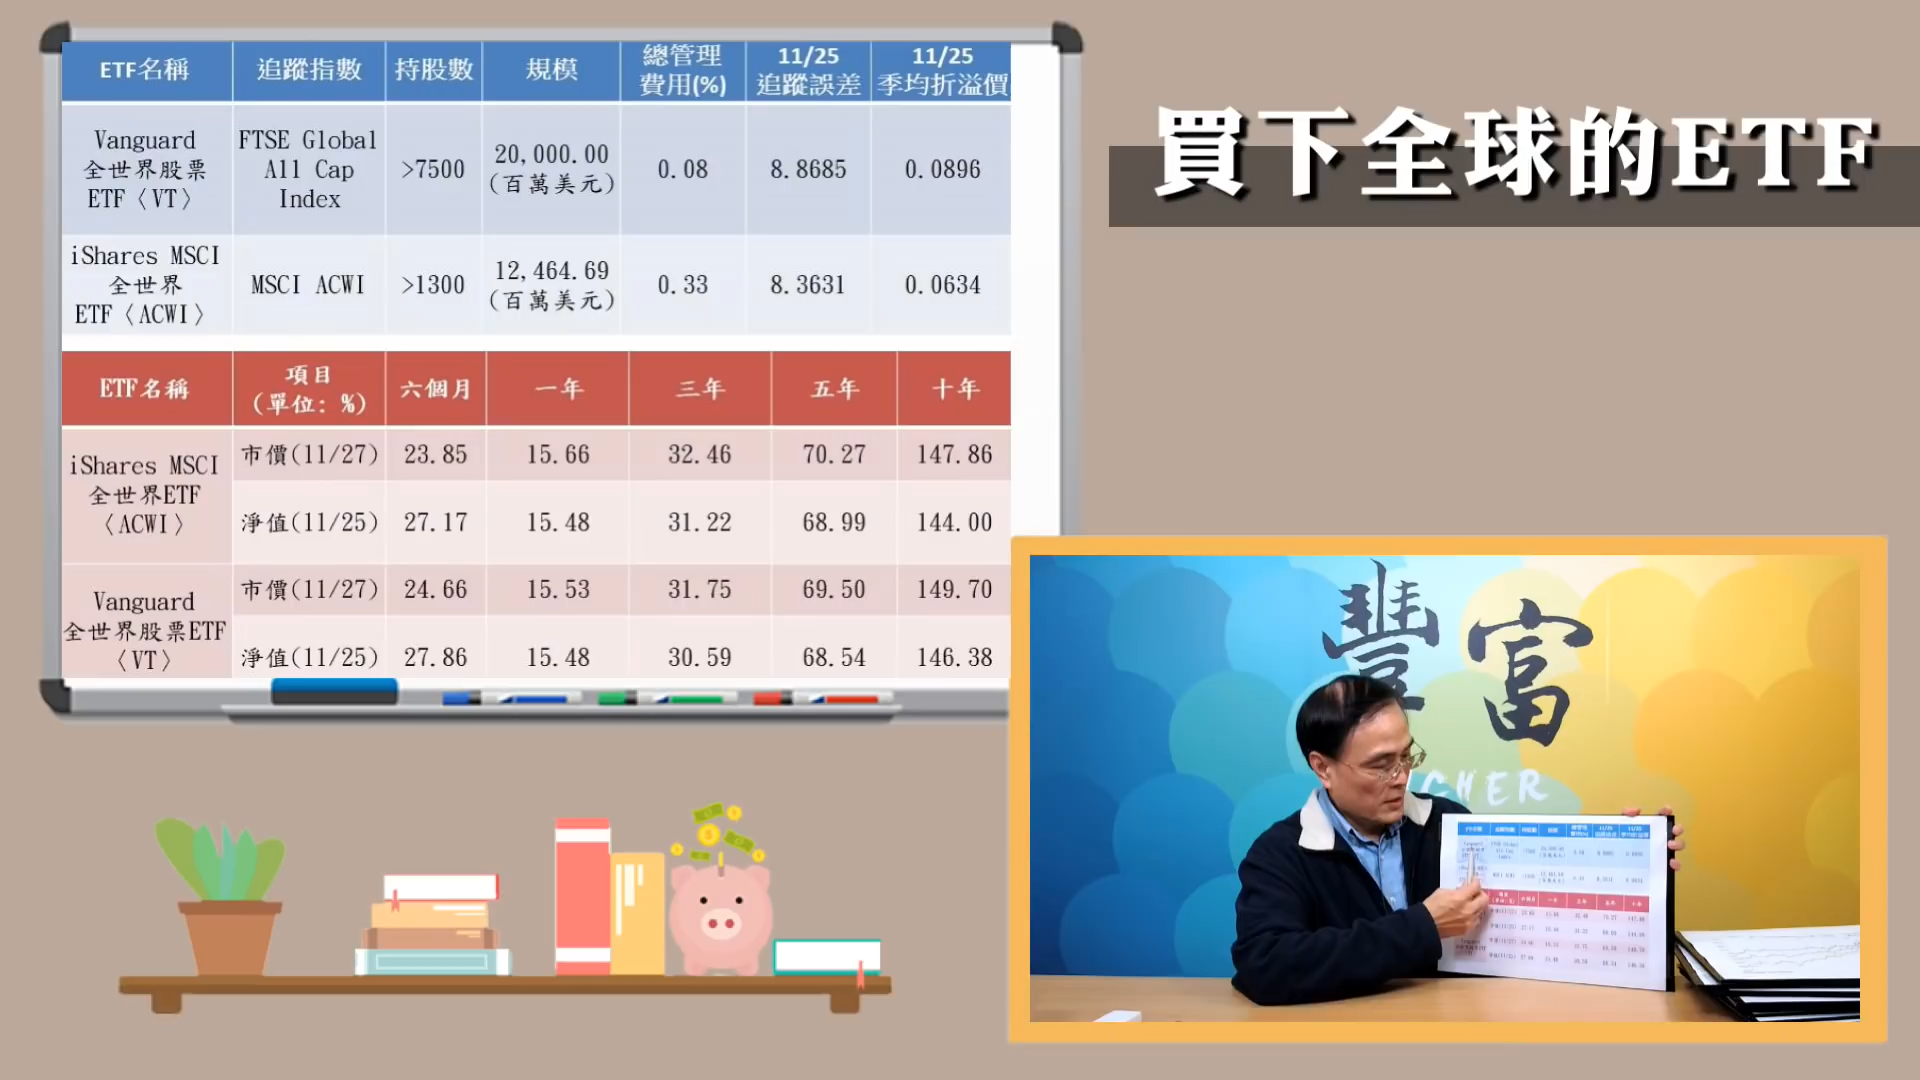 買下全球的ETF
ETF名稱 追蹤指數 持股數 規模 總管理費用(%) 11/25追蹤誤差 11/25季均折溢價
Vanguard
全世界股票
ETF〈VT〉
FTSE Global
All Cap
Index
>7500
20,000.00
(百萬美元)
0.08
8.8685
0.0896
iShares MSCI
全世界
ETF〈ACWI〉
MSCI ACWI
>1300
12,464.69
(百萬美元)
0.33
8.3631
0.0634
ETF名稱 項目(單位: %) 六個月 一年 三年 五年 十年
iShares MSCI
全世界ETF
〈ACWI〉
市價(11/27) 23.85 15.66 32.46 70.27 147.86
淨值(11/25) 27.17 15.48 31.22 68.99 144.00
Vanguard
全世界股票ETF
〈VT〉
市價(11/27) 24.66 15.53 31.75 69.50 149.70
淨值(11/25) 27.86 15.48 30.59 68.54 146.38
豐富
GHER